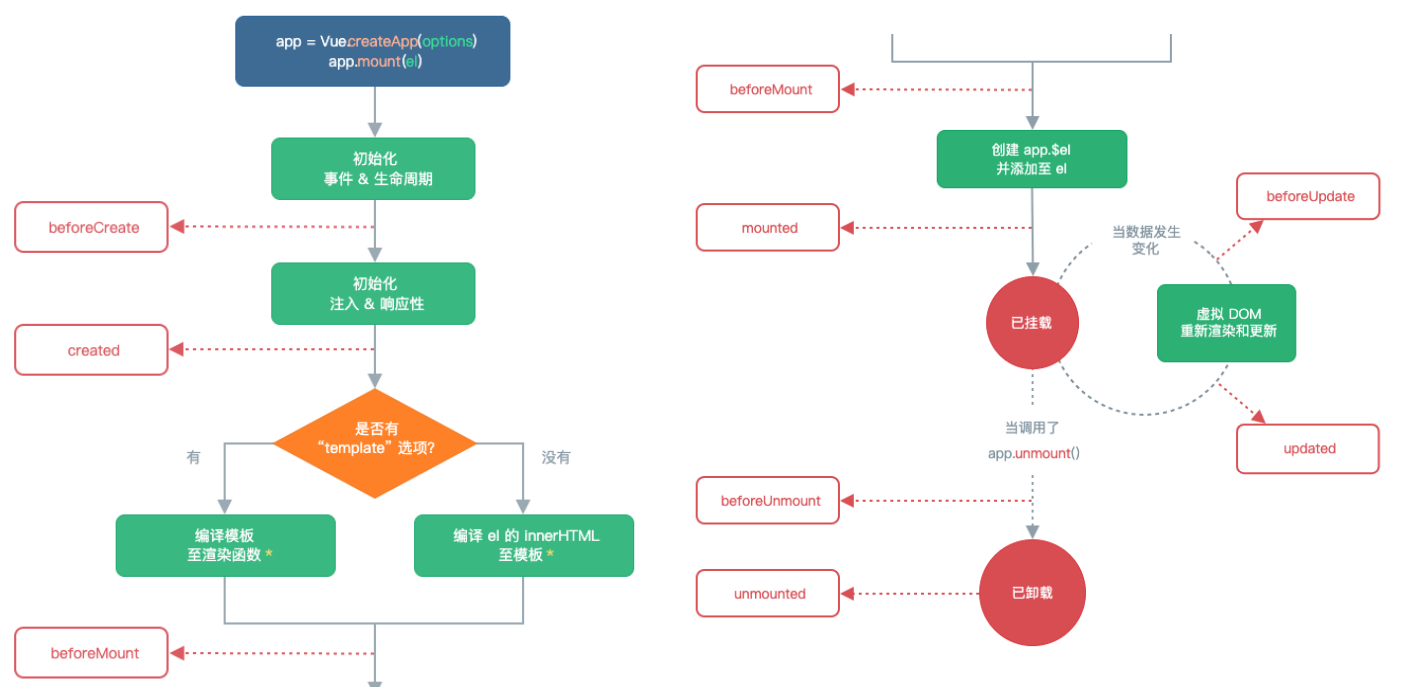 app = Vue.createApp(options)
app.mount(el)
初始化
事件 & 生命周期
beforeCreate
初始化
注入 & 响应性
created
是否有
“template” 选项?
有
没有
编译模板
至渲染函数 *
编译 el 的 innerHTML
至模板 *
beforeMount
beforeMount
创建 app.$el
并添加至 el
mounted
已挂载
当数据发生
变化
beforeUpdate
虚拟 DOM
重新渲染和更新
updated
当调用了
app.unmount()
beforeUnmount
已卸载
unmounted